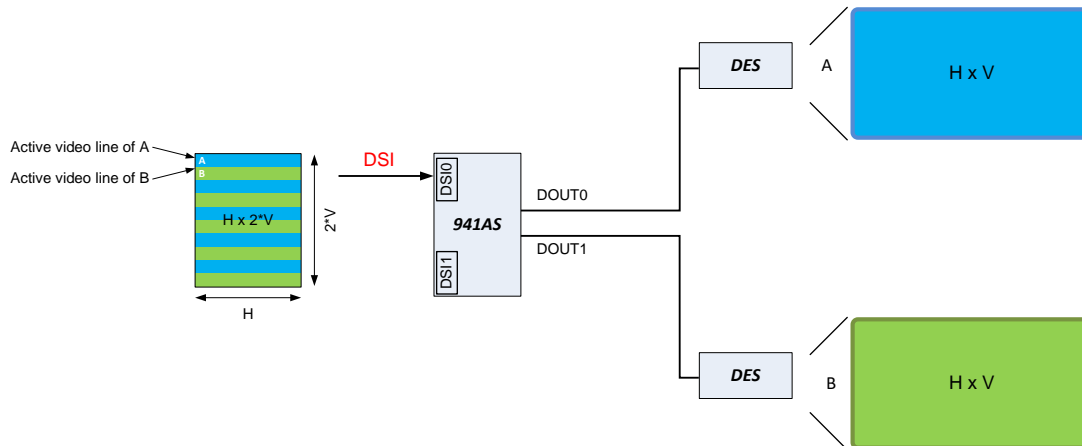 Active video line of A
Active video line of B
A
B
H x 2*V
2*V
H
DSI
DSI0
941AS
DSI1
DOUT0
DOUT1
DES
A
H x V
DES
B
H x V